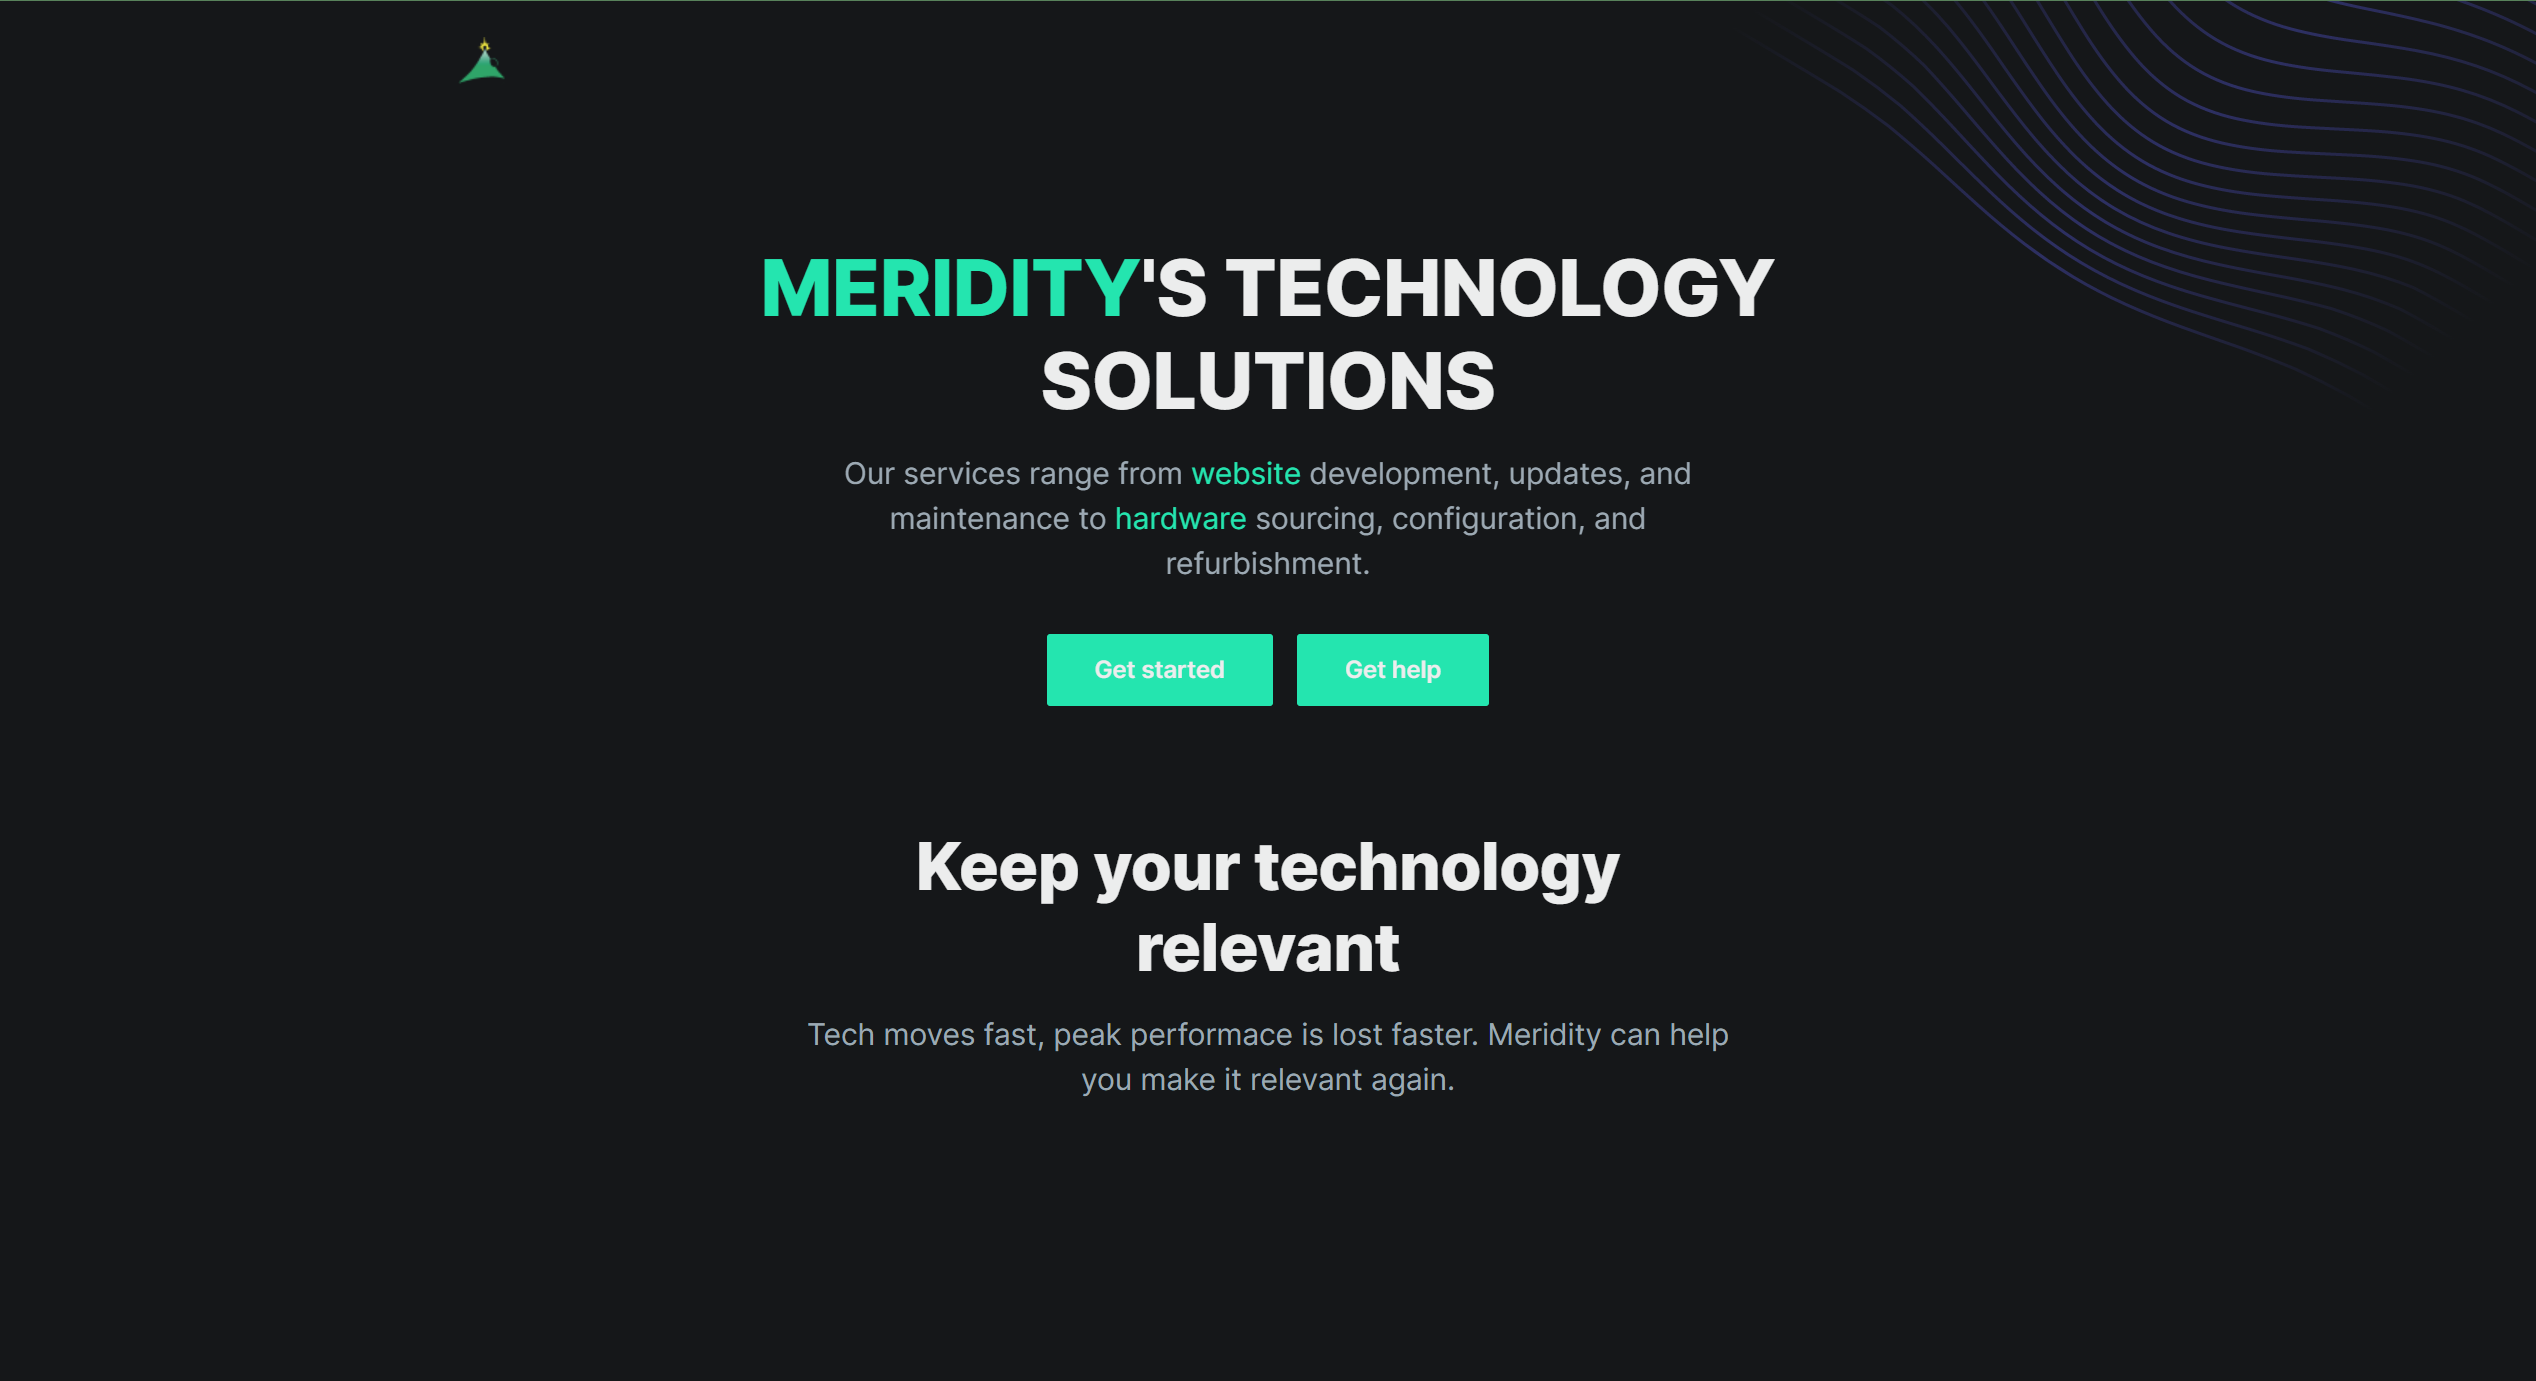 MERIDITY'S TECHNOLOGY
SOLUTIONS
Our services range from website development, updates, and
maintenance to hardware sourcing, configuration, and
refurbishment.
Get started
Get help
Keep your technology
relevant
Tech moves fast, peak performace is lost faster. Meridity can help
you make it relevant again.